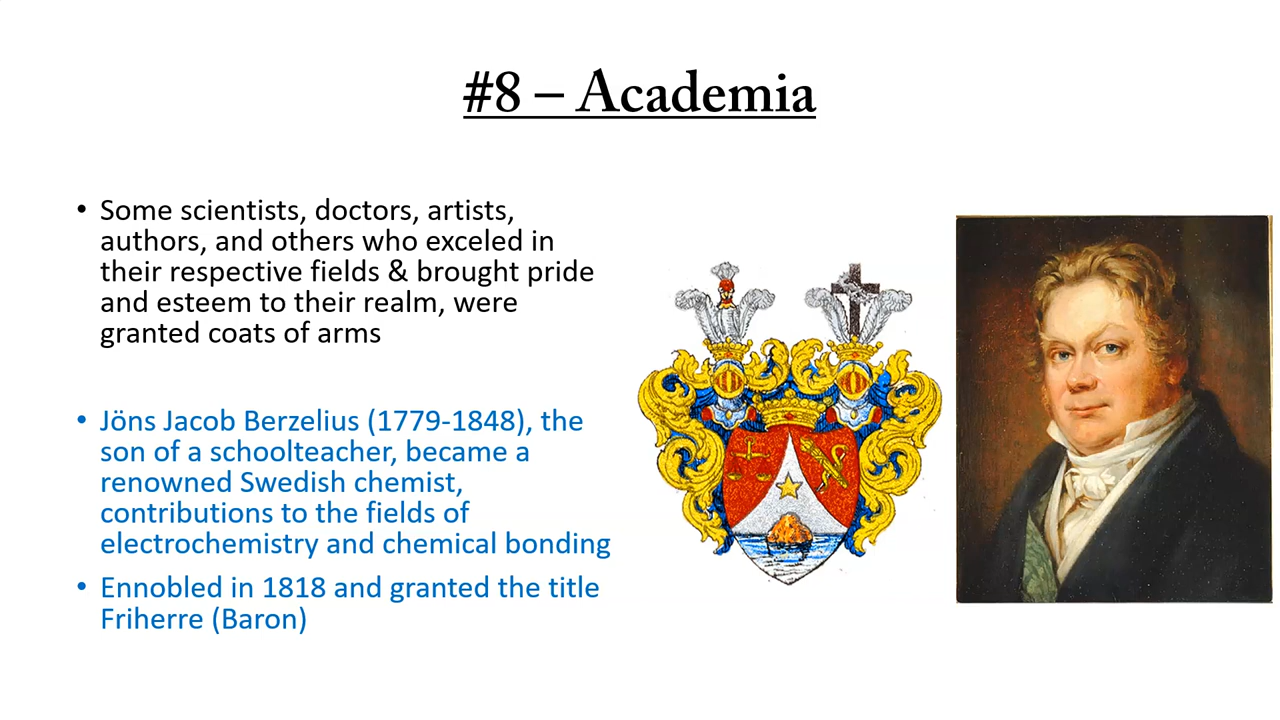 #8 – Academia
• Some scientists, doctors, artists,
authors, and others who exceled in
their respective fields & brought pride
and esteem to their realm, were
granted coats of arms
• Jöns Jacob Berzelius (1779-1848), the
son of a schoolteacher, became a
renowned Swedish chemist,
contributions to the fields of
electrochemistry and chemical bonding
• Ennobled in 1818 and granted the title
Friherre (Baron)